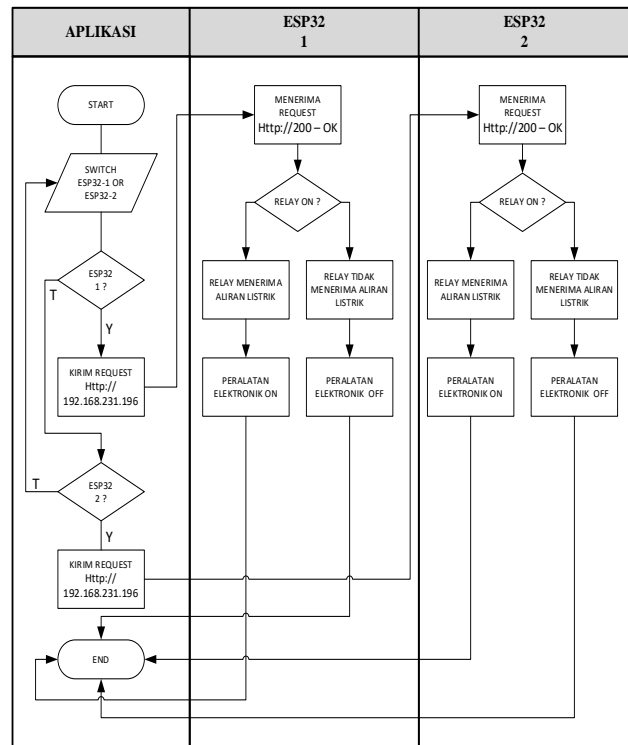 APLIKASI
ESP32
1
ESP32
2
START
SWITCH
ESP32-1 OR
ESP32-2
ESP32
1 ?
T
Y
KIRIM REQUEST
Http://
192.168.231.196
ESP32
2 ?
T
Y
KIRIM REQUEST
Http://
192.168.231.196
END
MENERIMA
REQUEST
Http://200 – OK
RELAY ON ?
RELAY MENERIMA
ALIRAN LISTRIK
RELAY TIDAK
MENERIMA ALIRAN
LISTRIK
PERALATAN
ELEKTRONIK ON
PERALATAN
ELEKTRONIK OFF
MENERIMA
REQUEST
Http://200 – OK
RELAY ON ?
RELAY MENERIMA
ALIRAN LISTRIK
RELAY TIDAK
MENERIMA ALIRAN
LISTRIK
PERALATAN
ELEKTRONIK ON
PERALATAN
ELEKTRONIK OFF